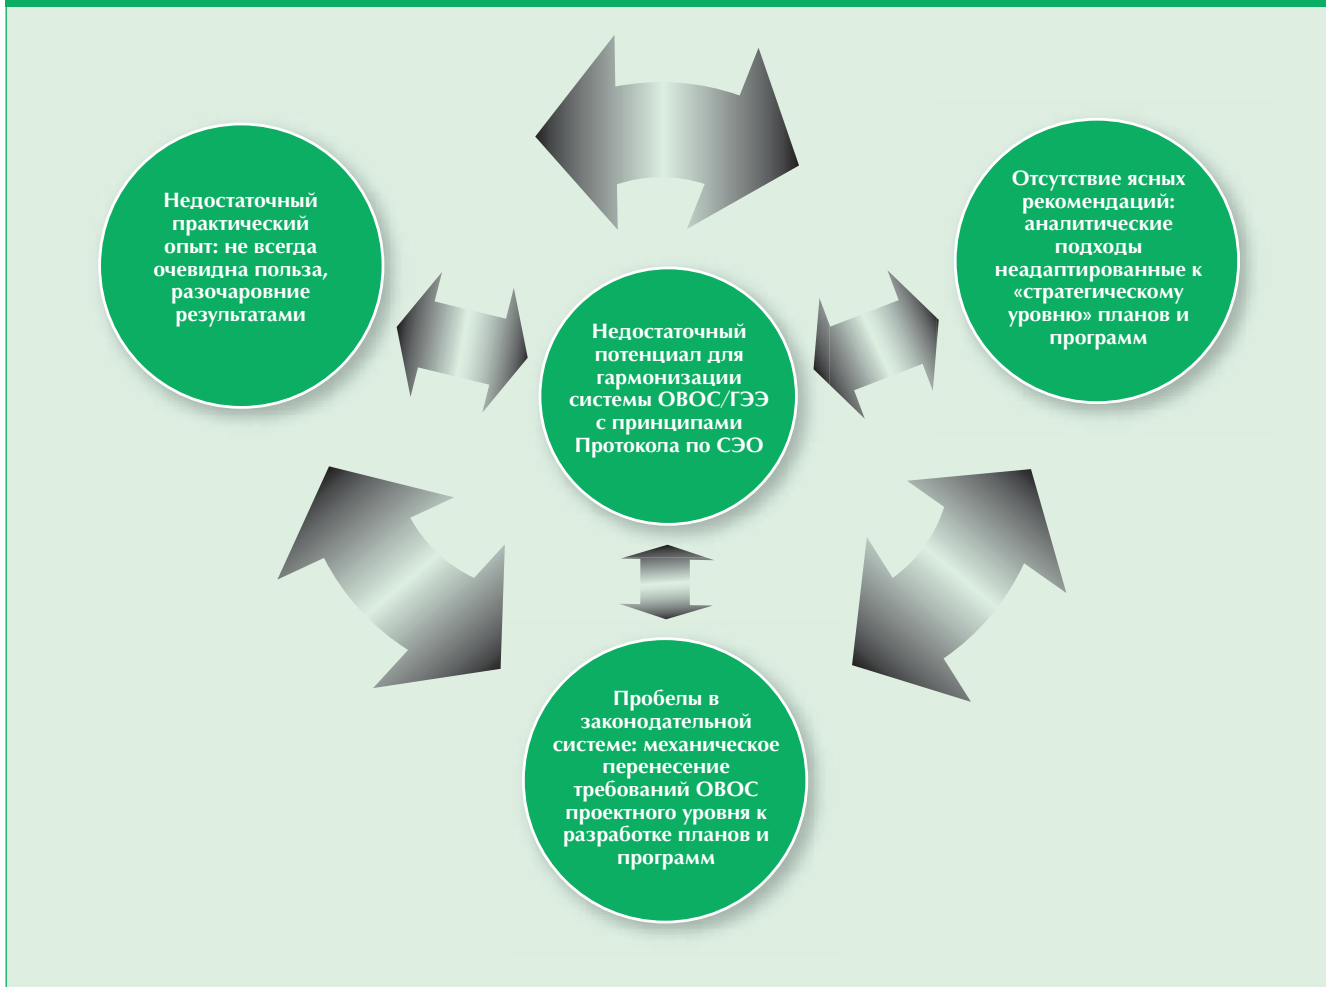 Недостаточный
практический
опыт: не всегда
очевидна польза,
разочаровние
результатами
Отсутствие ясных
рекомендаций:
аналитические
подходы
неадаптированные к
«стратегическому
уровню» планов и
программ
Недостаточный
потенциал для
гармонизации
системы ОВОС/ГЭЭ
с принципами
Протокола по СЭО
Пробелы в
законодательной
системе: механическое
перенесение
требований ОВОС
проектного уровня к
разработке планов и
программ